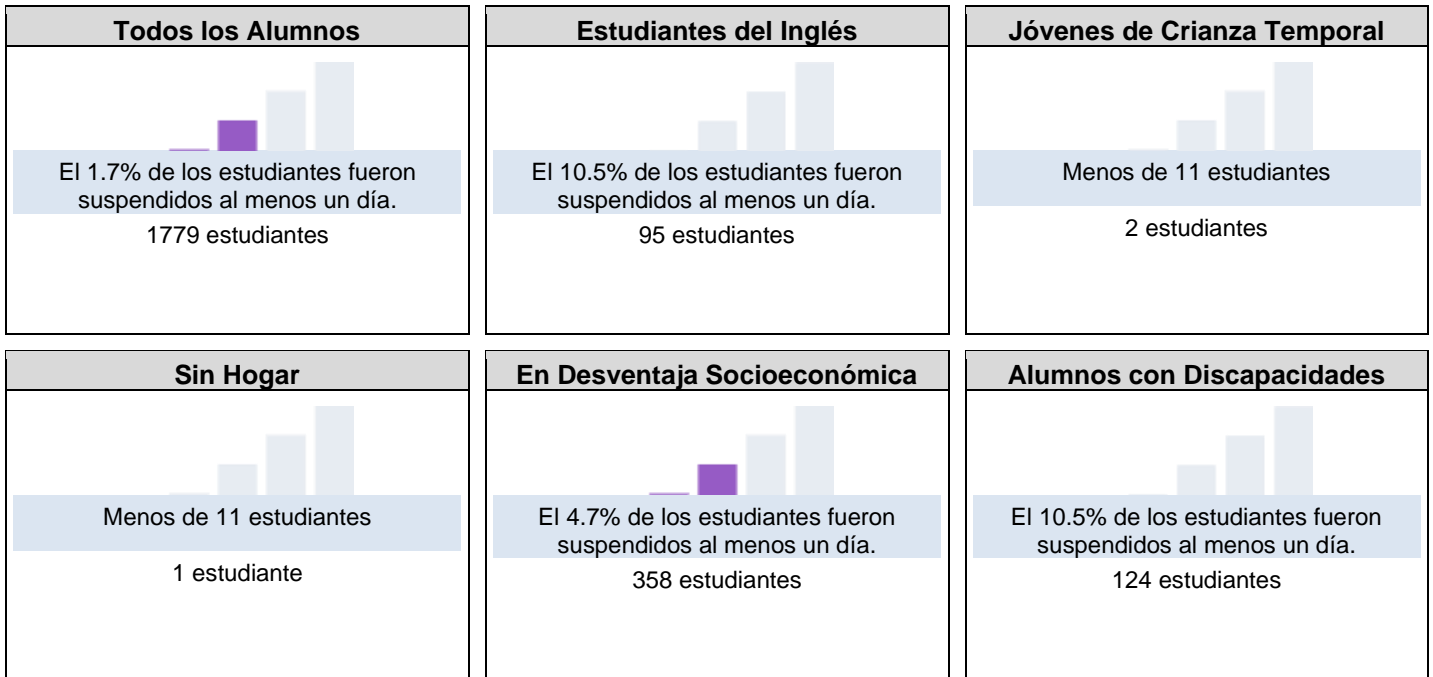 Todos los Alumnos
El 1.7% de los estudiantes fueron
suspendidos al menos un día.
1779 estudiantes
Estudiantes del Inglés
El 10.5% de los estudiantes fueron
suspendidos al menos un día.
95 estudiantes
Jóvenes de Crianza Temporal
Menos de 11 estudiantes
2 estudiantes
Sin Hogar
Menos de 11 estudiantes
1 estudiante
En Desventaja Socioeconómica
El 4.7% de los estudiantes fueron
suspendidos al menos un día.
358 estudiantes
Alumnos con Discapacidades
El 10.5% de los estudiantes fueron
suspendidos al menos un día.
124 estudiantes